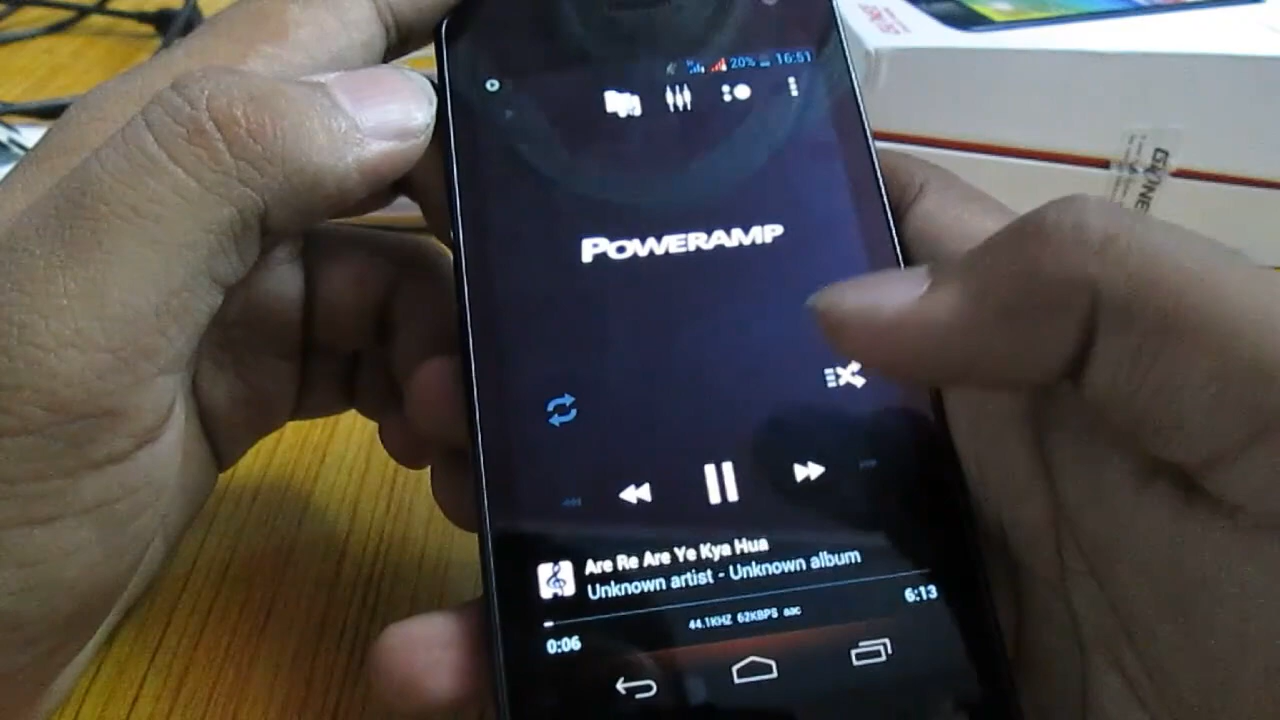 20% 16:51
POWERAMP
Are Re Are Ye Kya Hua
Unknown artist - Unknown album
44.1KHZ 62KBPS aac
0:06
6:13
GIONEE